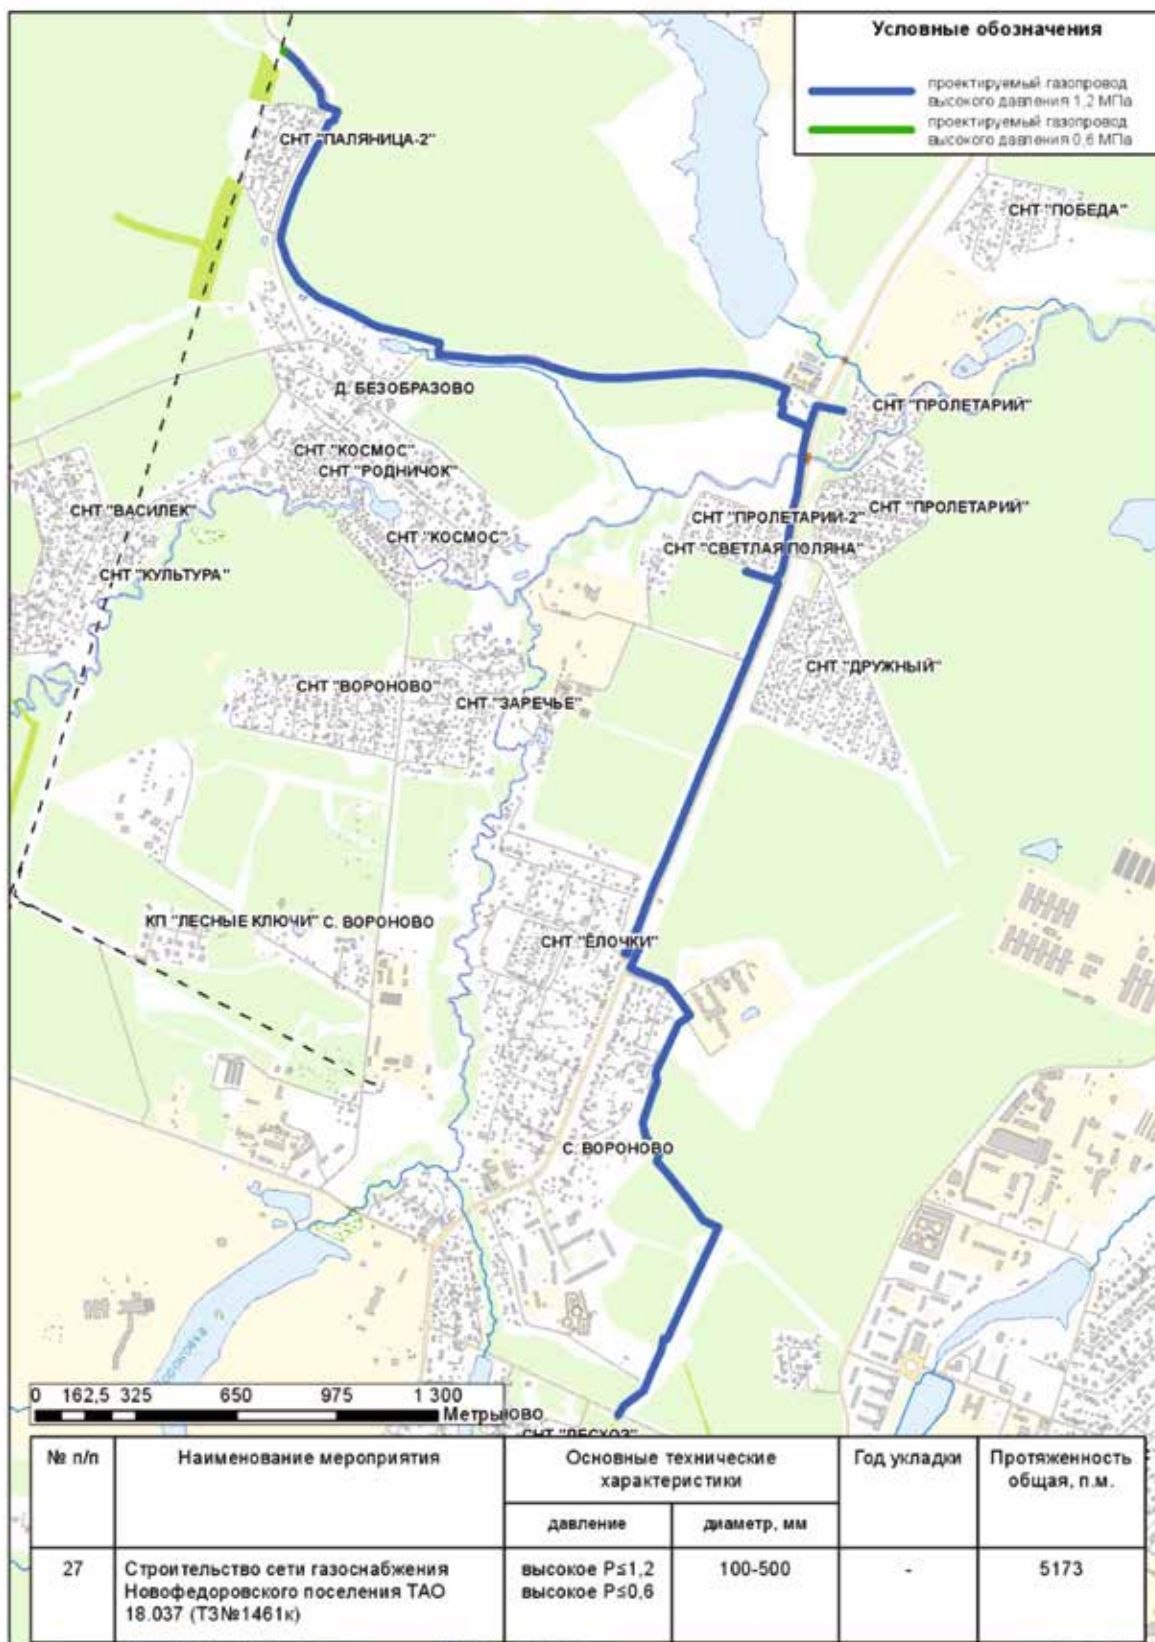 Условные обозначения
проектируемый газопровод
высокого давления 1,2 МПа
проектируемый газопровод
высокого давления 0,6 МПа
СНТ "ПАЛЯНИЦА-2"
СНТ "ПОБЕДА"
Д. БЕЗОБРАЗОВО
СНТ "ПРОЛЕТАРИЙ"
СНТ "КОСМОС"
СНТ "РОДНИЧОК"
СНТ "ВАСИЛЕК"
СНТ "ПРОЛЕТАРИЙ"
СНТ "ПРОЛЕТАРИЙ-2"
СНТ "КОСМОС"
СНТ "СВЕТЛАЯ ПОЛЯНА"
СНТ "КУЛЬТУРА"
СНТ "ДРУЖНЫЙ"
СНТ "ВОРОНОВО"
СНТ "ЗАРЕЧЬЕ"
КП "ЛЕСНЫЕ КЛЮЧИ" С. ВОРОНОВО
СНТ "ЁЛОЧКИ"
С. ВОРОНОВО
0 162,5 325 650 975 1 300
Метры ОВО
СНТ "ЛЕСХОЗ"
№ п/п
Наименование мероприятия
Основные технические
характеристики
Год укладки
Протяженность
общая, п.м.
давление
диаметр, мм
27
Строительство сети газоснабжения
Новофедоровского поселения ТАО
18.037 (ТЗ№1461к)
высокое Р≤1,2
высокое Р≤0,6
100-500
-
5173